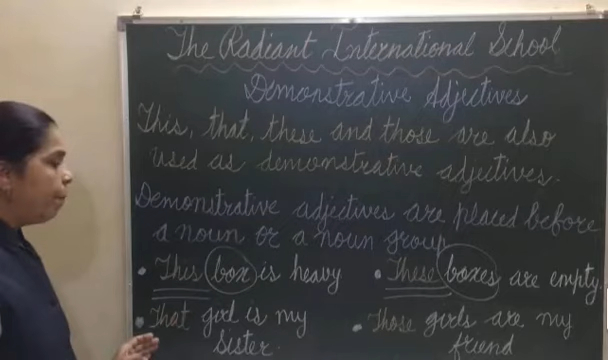 The Radiant International School
Demonstrative Adjectives
This, that, these and those are also
used as demonstrative adjectives.
Demonstrative adjectives are placed before
a noun or a noun group
• This box is heavy
• These boxes are empty.
• That girl is my
Sister.
• Those girls are my
friend